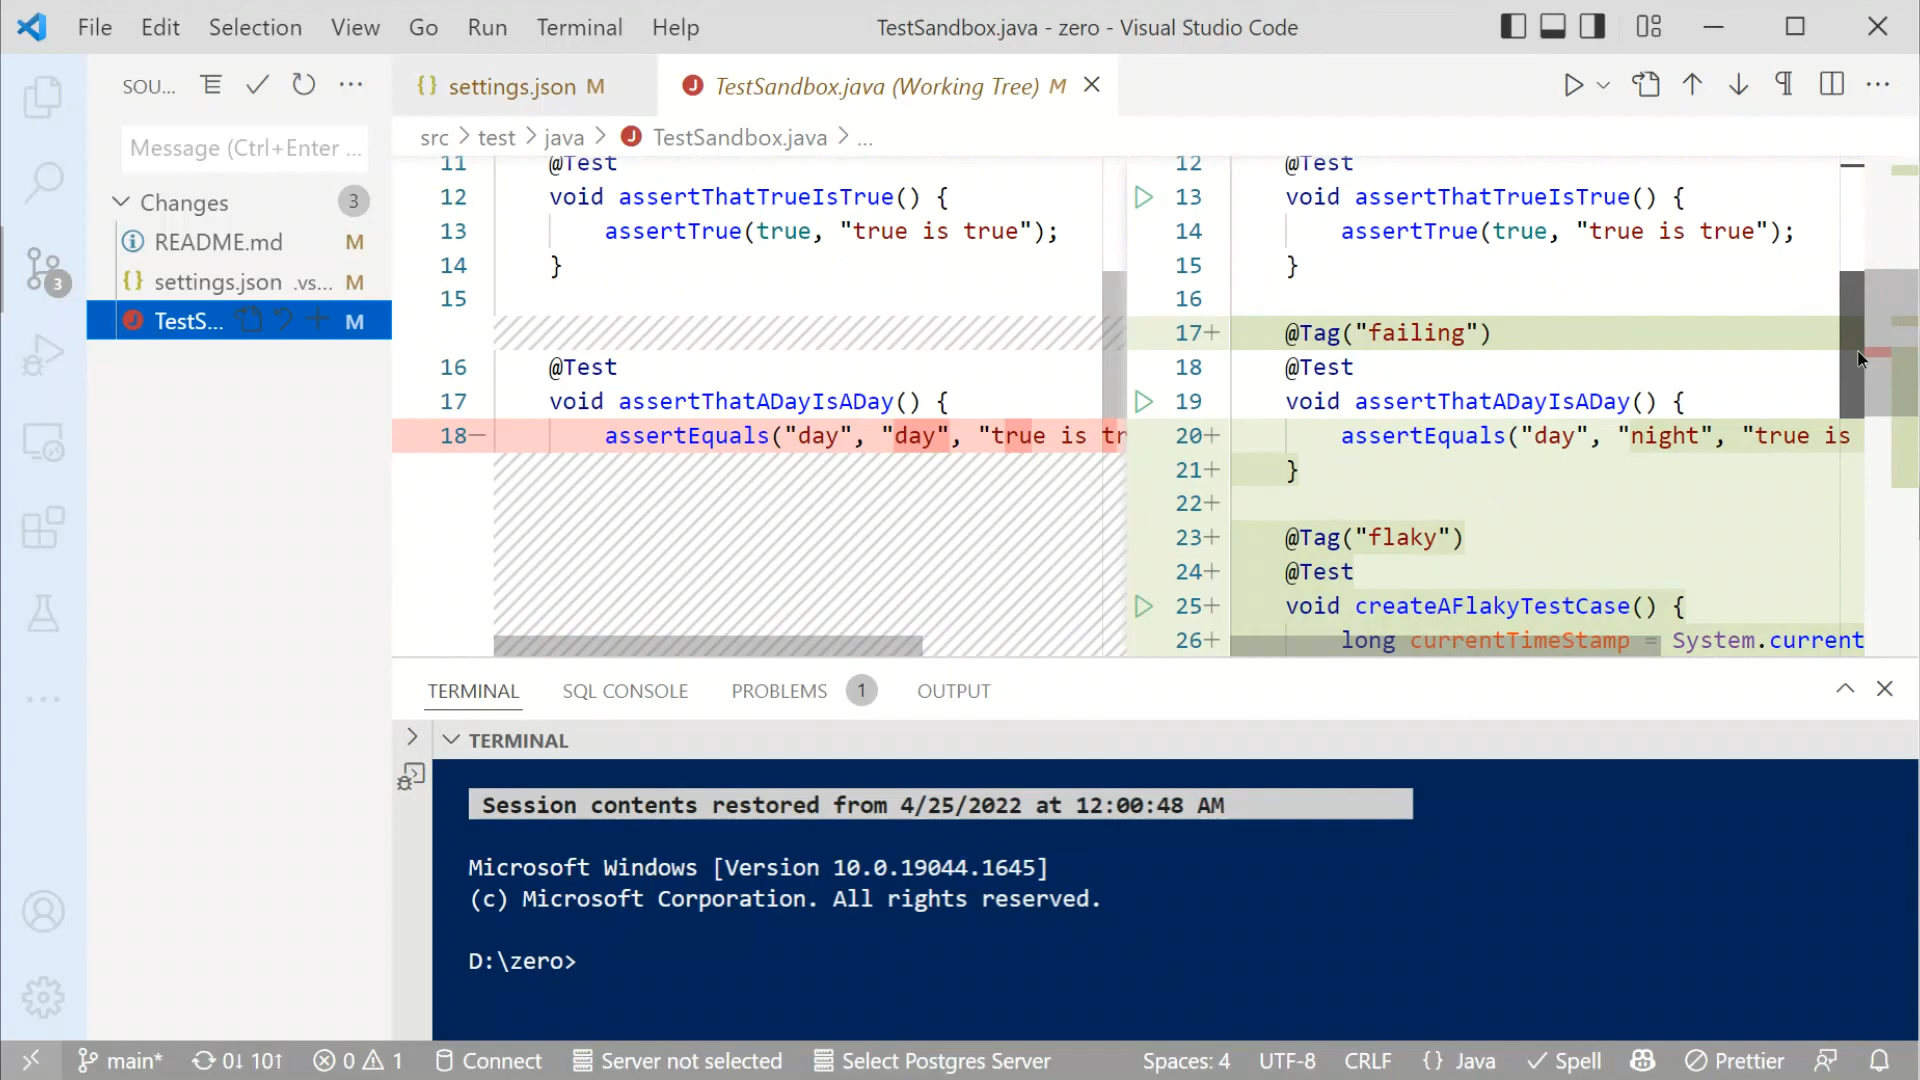 File Edit Selection View Go Run Terminal Help TestSandbox.java - zero - Visual Studio Code
SOU...
Message (Ctrl+Enter ...
Changes 3
README.md M
settings.json .vs... M
TestS... M
3
settings.json M
TestSandbox.java (Working Tree) M
src > test > java > TestSandbox.java > ...
11 @Test
12 void assertThatTrueIsTrue() {
13 assertTrue(true, "true is true");
14 }
15
16 @Test
17 void assertThatADayIsADay() {
18— assertEquals("day", "day", "true is tr
12 @Test
13 void assertThatTrueIsTrue() {
14 assertTrue(true, "true is true");
15 }
16
17+ @Tag("failing")
18 @Test
19 void assertThatADayIsADay() {
20+ assertEquals("day", "night", "true is
21+ }
22+
23+ @Tag("flaky")
24+ @Test
25+ void createAFlakyTestCase() {
26+ long currentTimeStamp = System.current
TERMINAL SQL CONSOLE PROBLEMS 1 OUTPUT
TERMINAL
Session contents restored from 4/25/2022 at 12:00:48 AM
Microsoft Windows [Version 10.0.19044.1645]
(c) Microsoft Corporation. All rights reserved.
D:\zero>
main* 0↓ 10↑ 0 1 Connect Server not selected Select Postgres Server Spaces: 4 UTF-8 CRLF {} Java Spell Prettier